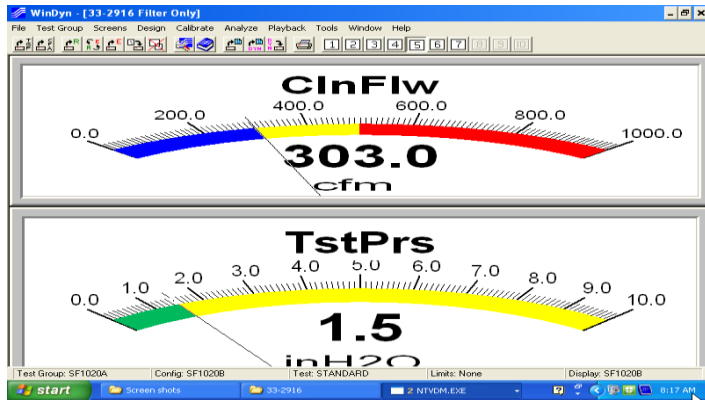 WinDyn - [33-2916 Filter Only]
File Test Group Screens Design Calibrate Analyze Playback Tools Window Help
1 2 3 4 5 6 7 8 9 10
ClnFlw
0.0 200.0 400.0 600.0 800.0 1000.0
303.0
cfm
TstPrs
0.0 1.0 2.0 3.0 4.0 5.0 6.0 7.0 8.0 9.0 10.0
1.5
inH2O
Test Group: SF1020A Config: SF1020B Test: STANDARD Limits: None Display: SF1020B
start Screen shots 33-2916 2 NTVDM.EXE 8:17 AM